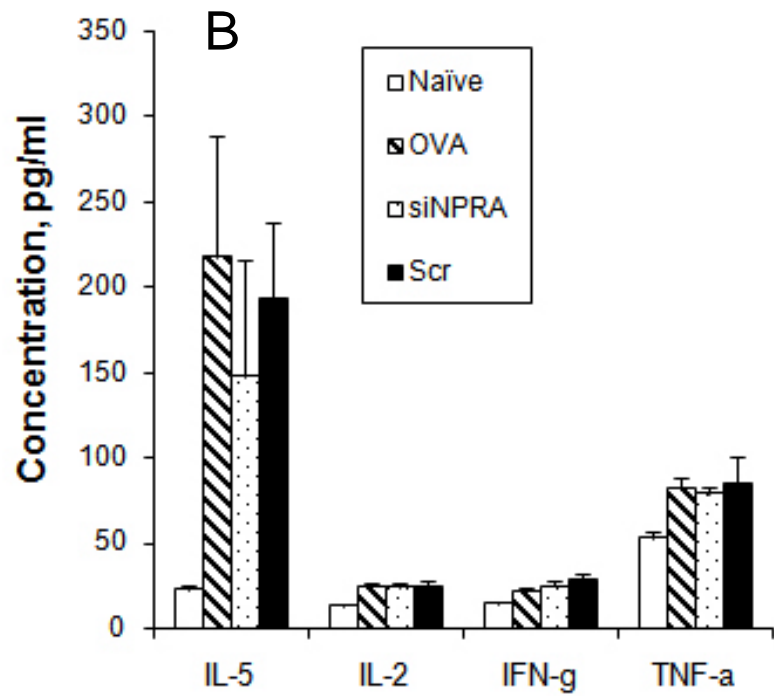 B
350
300
250
200
150
100
50
0
Concentration, pg/ml
Naïve
OVA
siNPRA
Scr
IL-5 IL-2 IFN-g TNF-a